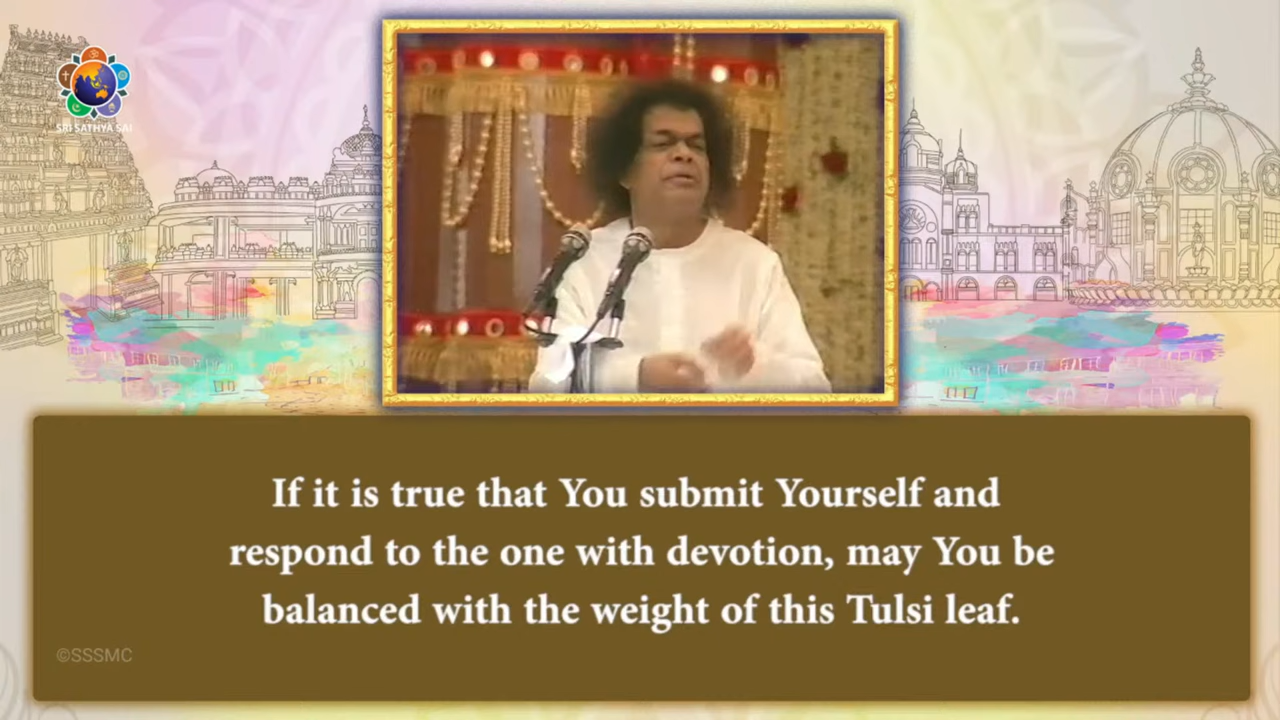 SRI SATHYA SAI
If it is true that You submit Yourself and
respond to the one with devotion, may You be
balanced with the weight of this Tulsi leaf.
©SSSMC